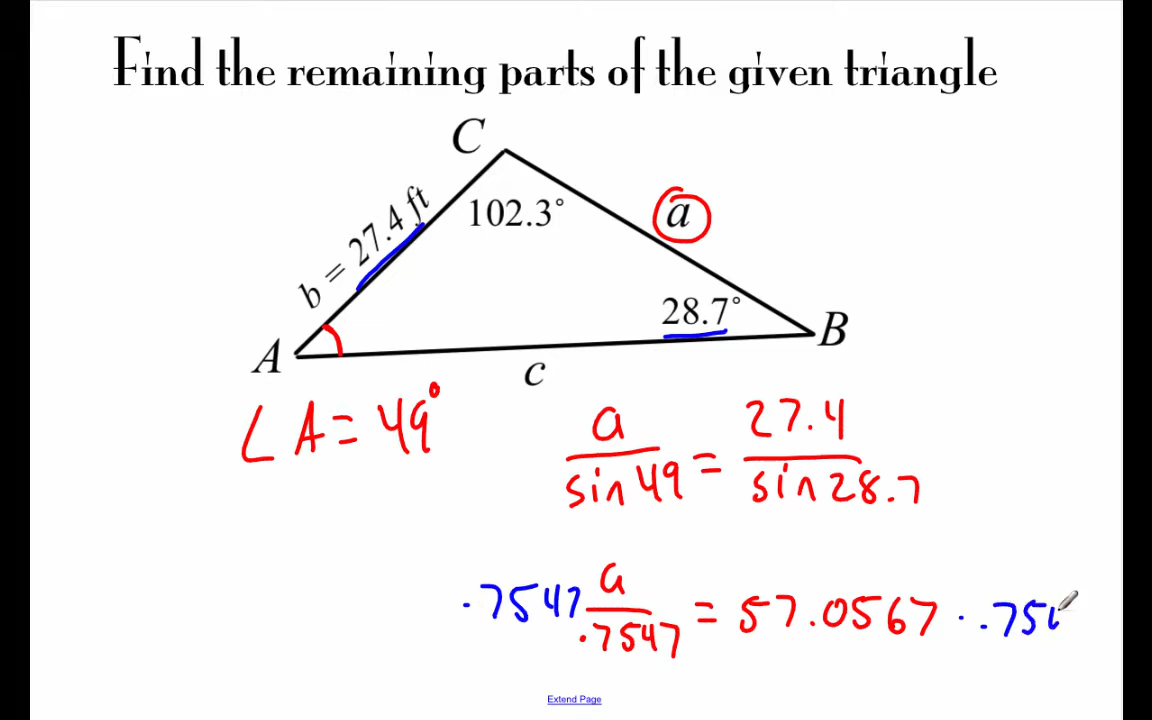 Find the remaining parts of the given triangle
C
b = 27.4 ft
102.3°
a
28.7°
A
B
c
∠A = 49°
a/sin 49 = 27.4/sin 28.7
.7547 a/.7547 = 57.0567 · .75
Extend Page